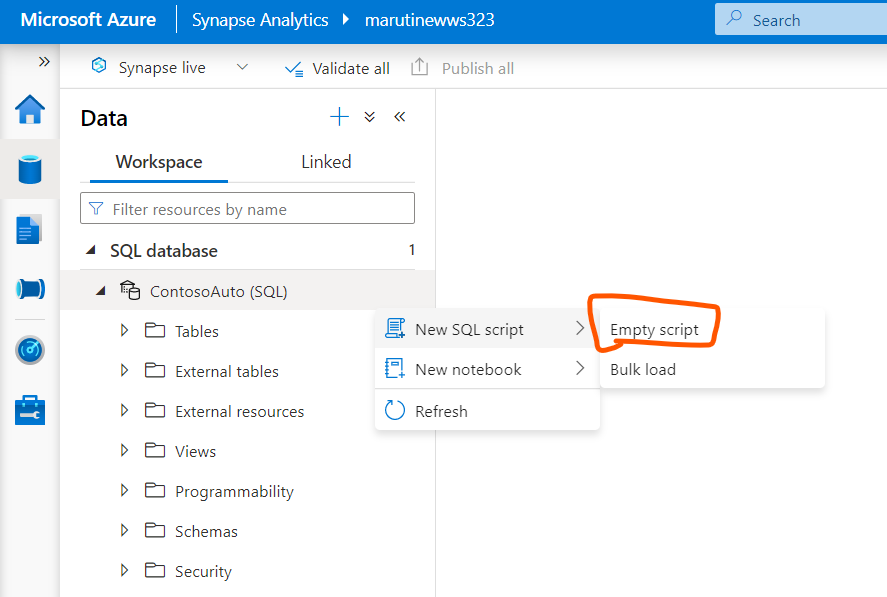 Microsoft Azure Synapse Analytics marutinewws323 Search
Synapse live Validate all Publish all
Data
Workspace Linked
Filter resources by name
SQL database 1
ContosoAuto (SQL)
Tables New SQL script Empty script
External tables New notebook Bulk load
External resources Refresh
Views
Programmability
Schemas
Security